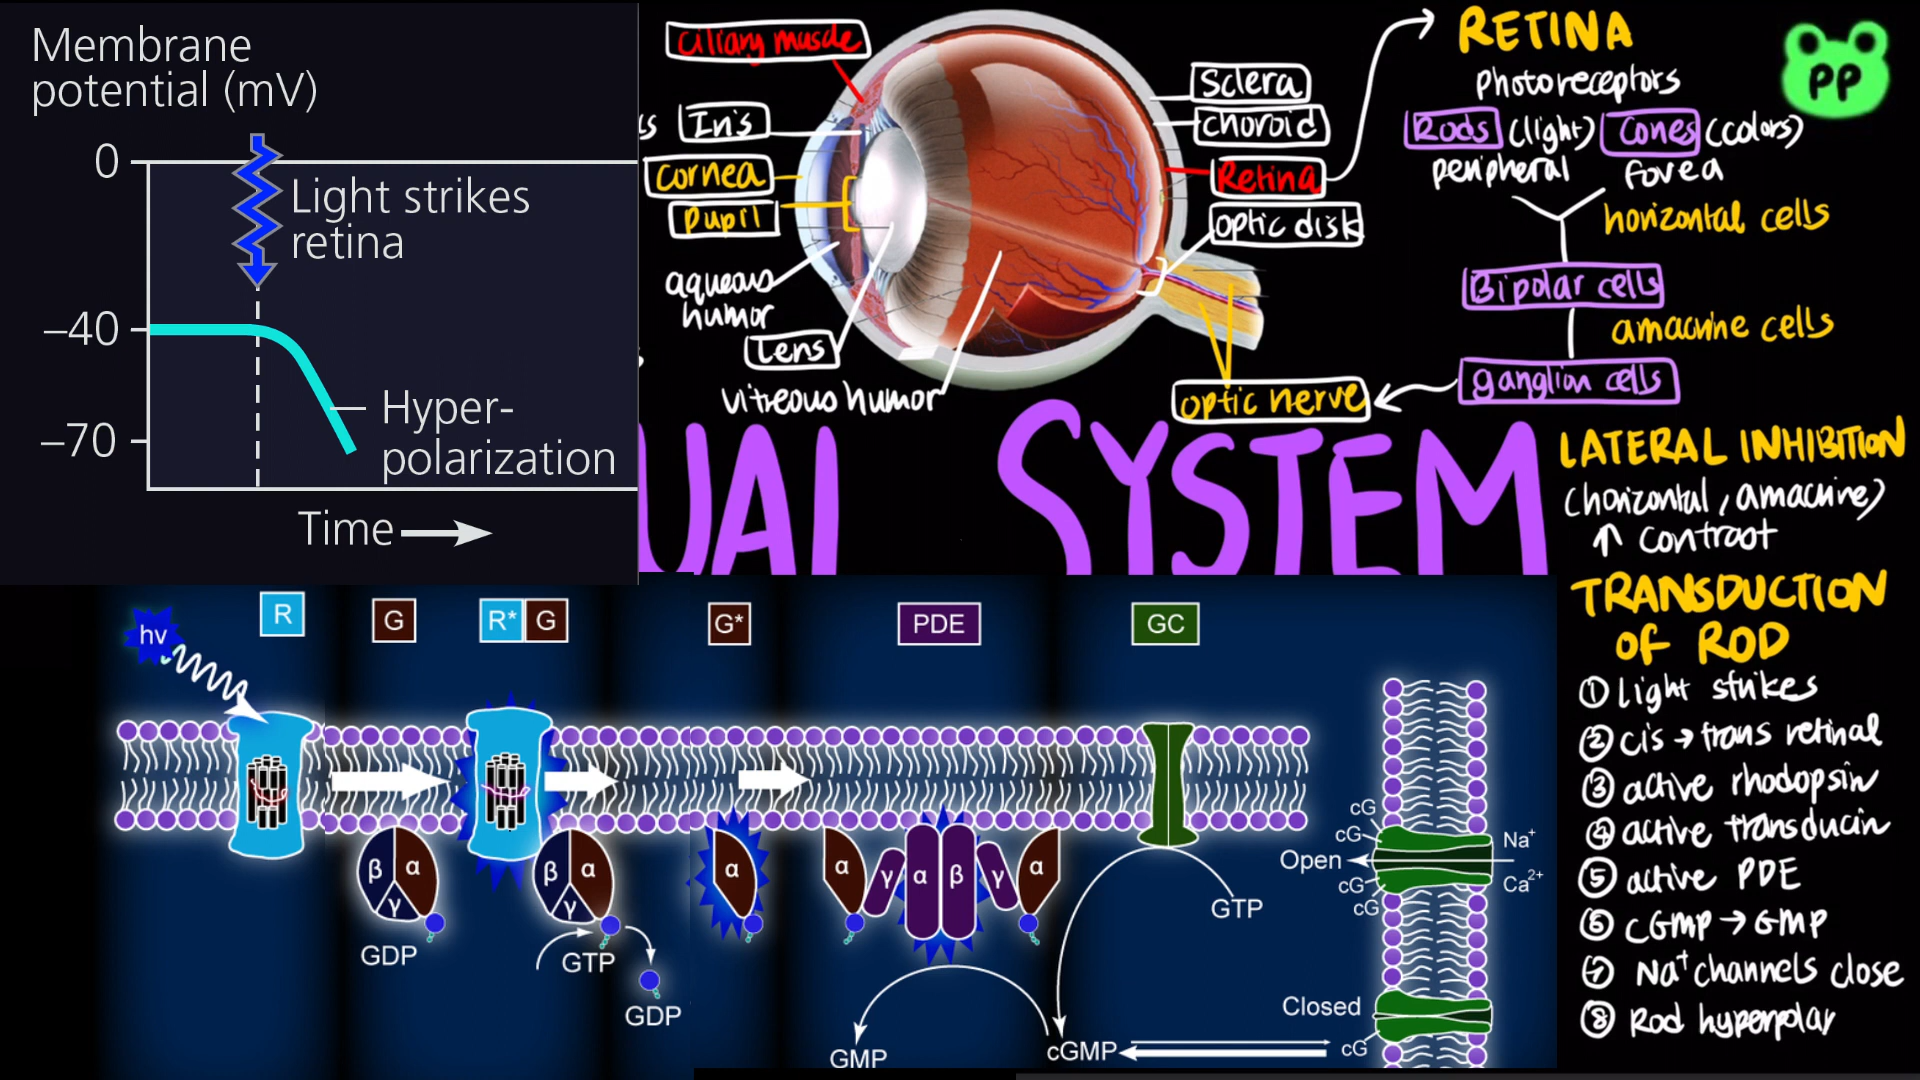 Membrane
potential (mV)
0
Light strikes
retina
–40
Hyper-
polarization
–70
Time
ciliary muscle
Iris
cornea
pupil
aqueous
humor
Lens
vitreous humor
Sclera
choroid
Retina
optic disk
optic nerve
RETINA
photoreceptors
Rods (light) cones (colors)
peripheral fovea
horizontal cells
Bipolar cells
amacrine cells
ganglion cells
PP
UAL SYSTEM
LATERAL INHIBITION
(horizontal, amacrine)
↑ contrast
TRANSDUCTION
OF ROD
① light strikes
② cis → trans retinal
③ active rhodopsin
④ active transducin
⑤ active PDE
⑥ cGMP → GMP
⑦ Na⁺ channels close
⑧ Rod hyperpolar
hv
R
G
R* G
G*
PDE
GC
β α
γ
GDP
β α
γ
GTP
GDP
α
α γ α β γ α
GMP
cGMP
GTP
cG
cG
Open
cG
cG
Na⁺
Ca²⁺
Closed
cG